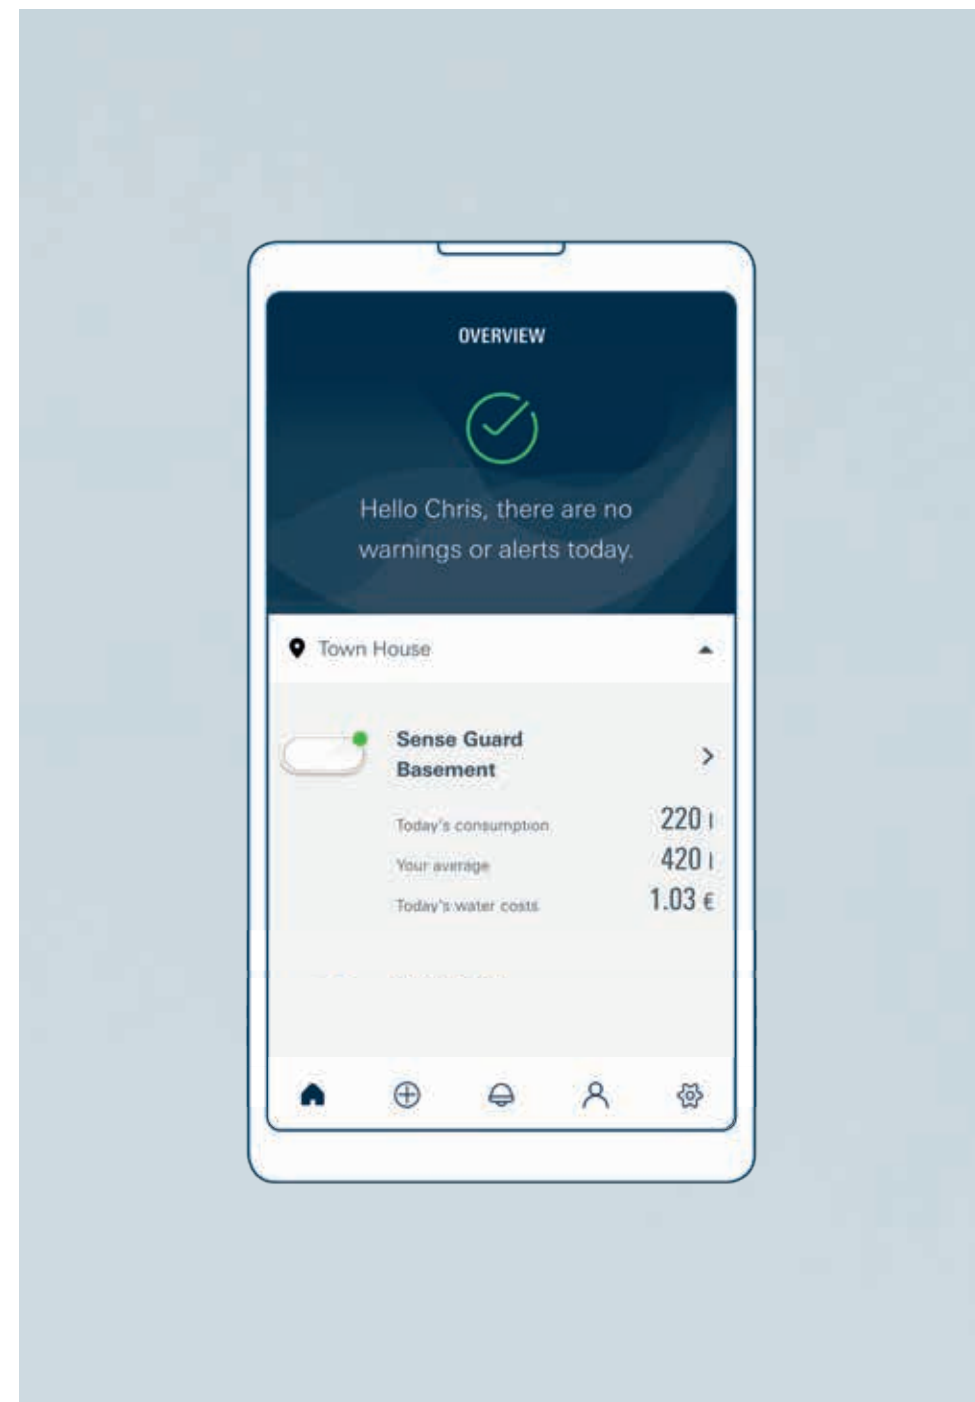 OVERVIEW
Hello Chris, there are no
warnings or alerts today.
Town House
Sense Guard
Basement
Today's consumption 220 l
Your average 420 l
Today's water costs 1.03 €